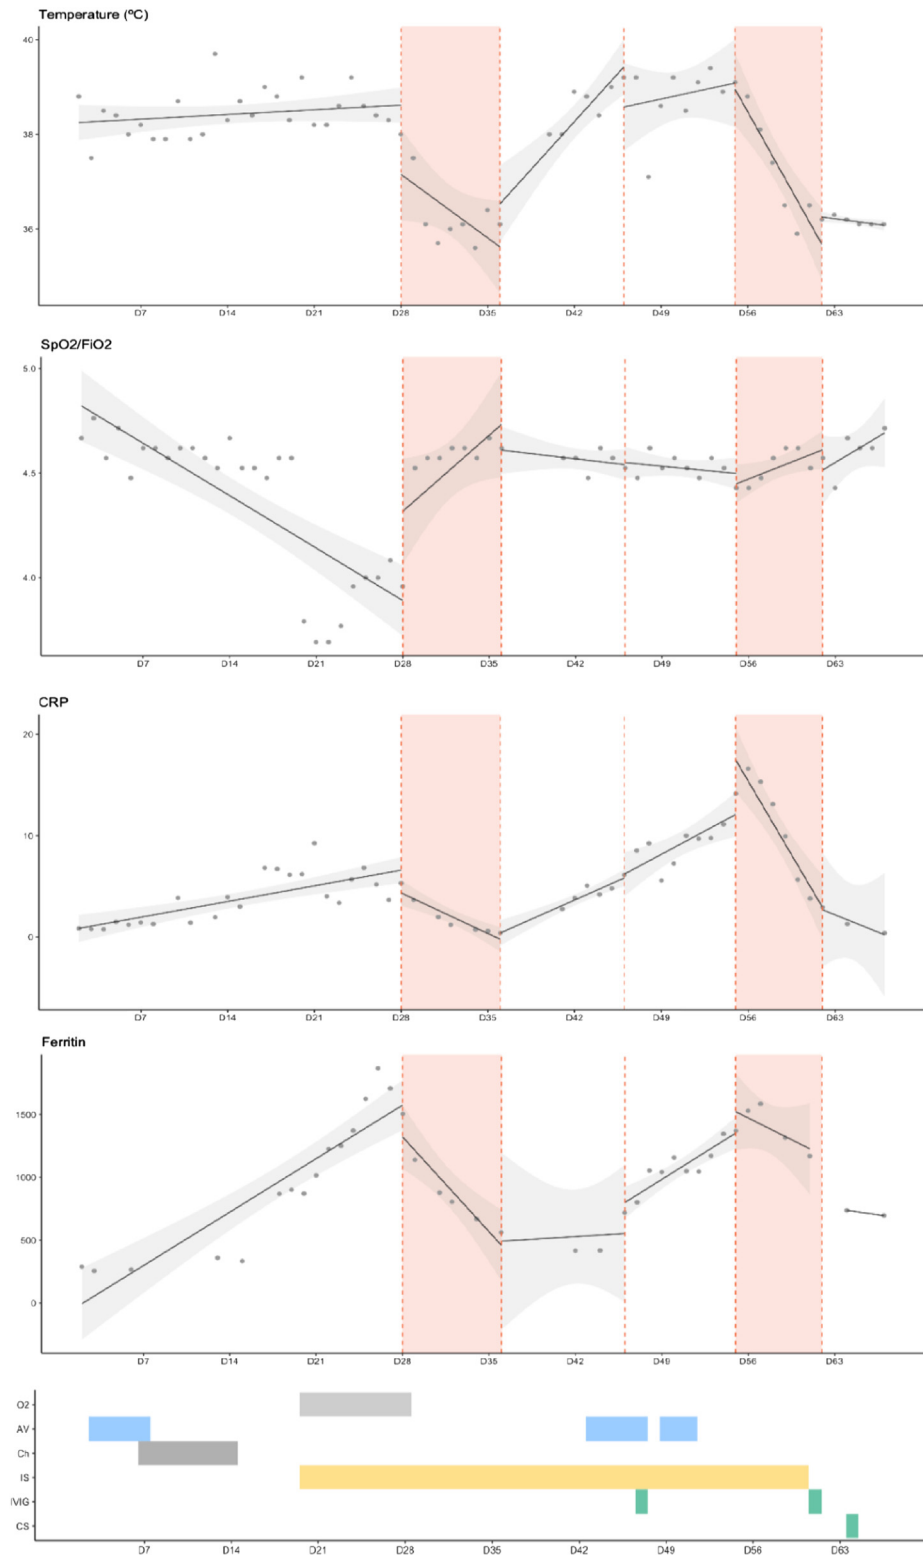 Temperature (ºC)
40
38
36
D7 D14 D21 D28 D35 D42 D49 D56 D63
SpO2/FiO2
5.0
4.5
4.0
D7 D14 D21 D28 D35 D42 D49 D56 D63
CRP
20
10
0
D7 D14 D21 D28 D35 D42 D49 D56 D63
Ferritin
1500
1000
500
0
D7 D14 D21 D28 D35 D42 D49 D56 D63
O2
AV
Ch
IS
IVIG
CS
D7 D14 D21 D28 D35 D42 D49 D56 D63